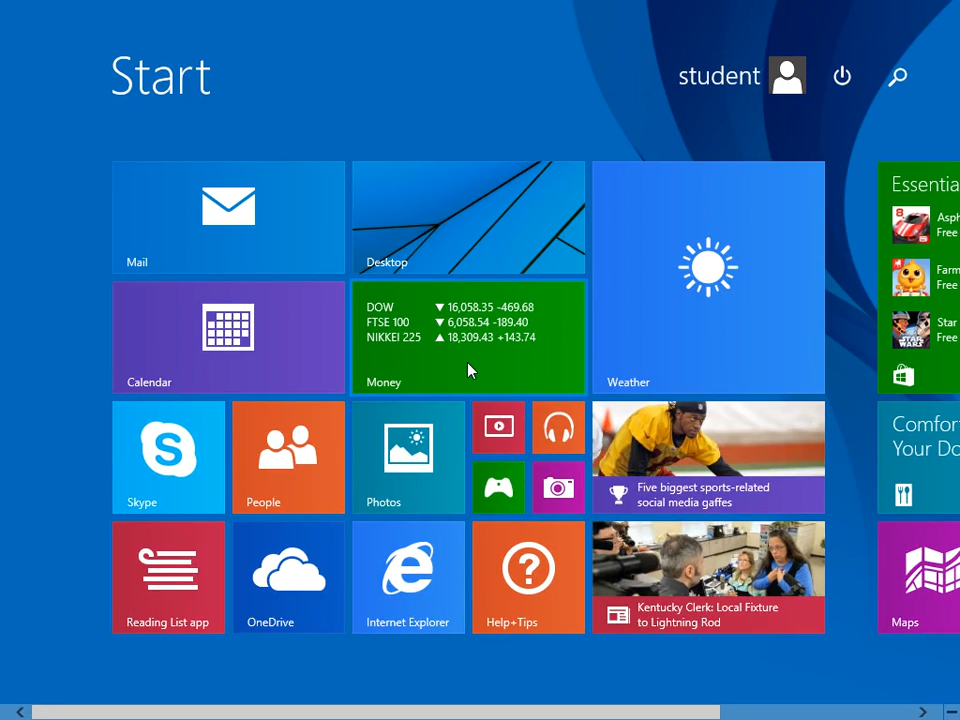 Start
student
Mail
Desktop
Weather
Essentia
Asph
Free
Farm
Free
Star
Free
Calendar
DOW ▼ 16,058.35 -469.68
FTSE 100 ▼ 6,058.54 -189.40
NIKKEI 225 ▲ 18,309.43 +143.74
Money
Skype
People
Photos
Five biggest sports-related
social media gaffes
Comfor
Your Do
Reading List app
OneDrive
Internet Explorer
Help+Tips
Kentucky Clerk: Local Fixture
to Lightning Rod
Maps